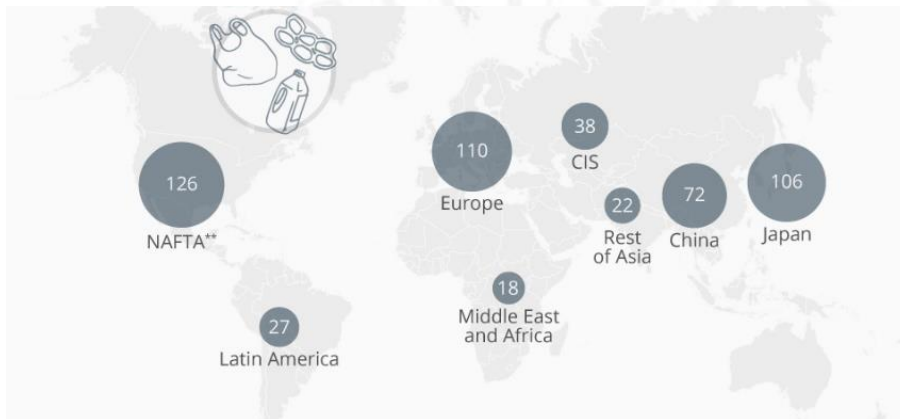 126
NAFTA**
110
Europe
38
CIS
22
Rest
of Asia
72
China
106
Japan
18
Middle East
and Africa
27
Latin America